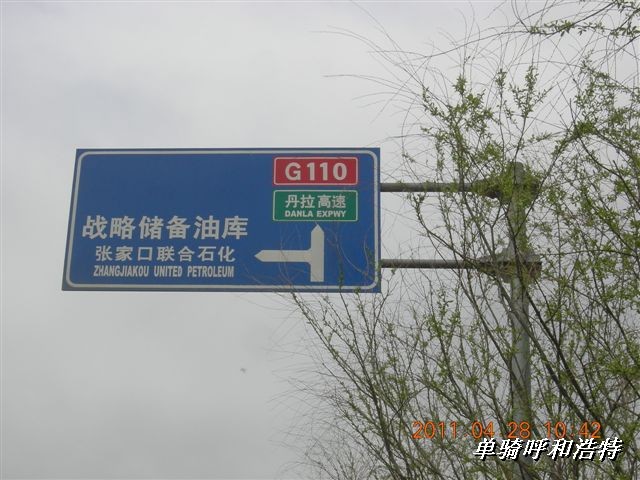 G110
丹拉高速
DANLA EXPWY
战略储备油库
张家口联合石化
ZHANGJIAKOU UNITED PETROLEUM
2011.04.28 10:42
单骑呼和浩特